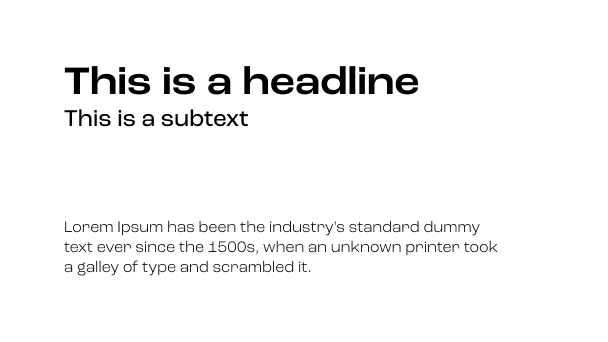 This is a headline
This is a subtext
Lorem Ipsum has been the industry's standard dummy
text ever since the 1500s, when an unknown printer took
a galley of type and scrambled it.